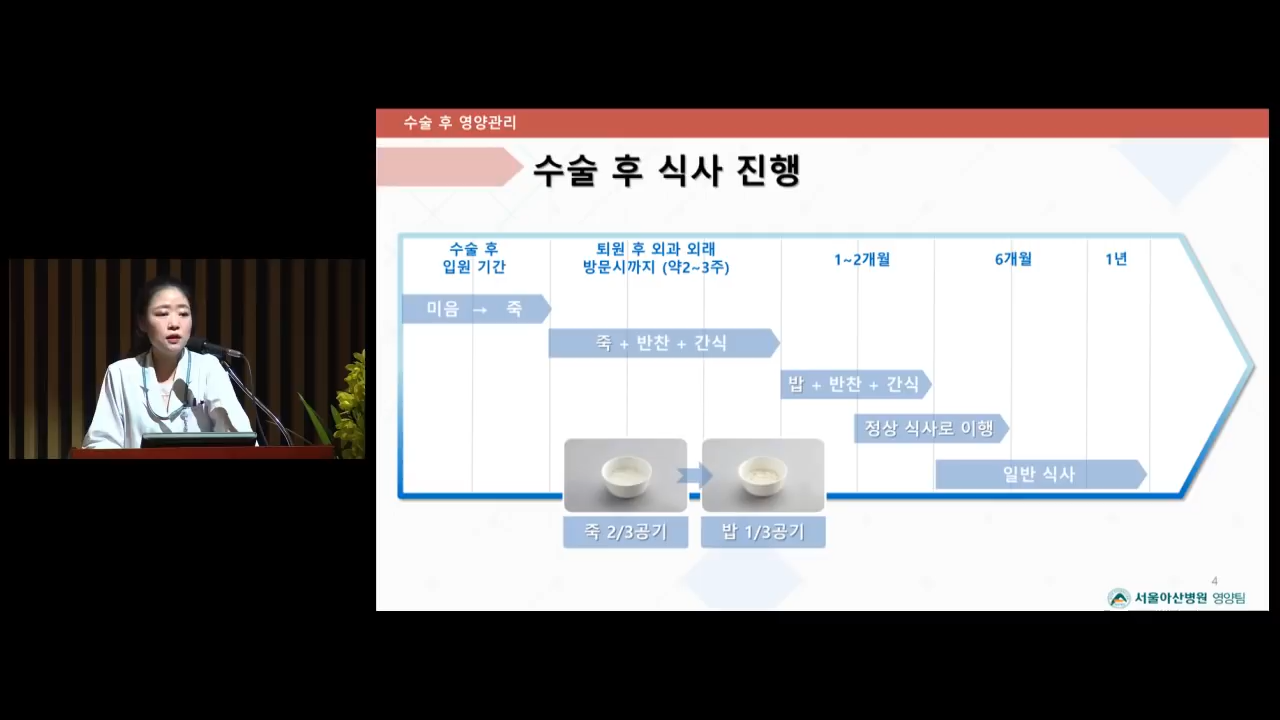 수술 후 영양관리
수술 후 식사 진행
수술 후
입원 기간
퇴원 후 외과 외래
방문시까지 (약2~3주)
1~2개월
6개월
1년
미음 → 죽
죽 + 반찬 + 간식
밥 + 반찬 + 간식
정상 식사로 이행
일반 식사
죽 2/3공기
밥 1/3공기
4
서울아산병원 영양팀